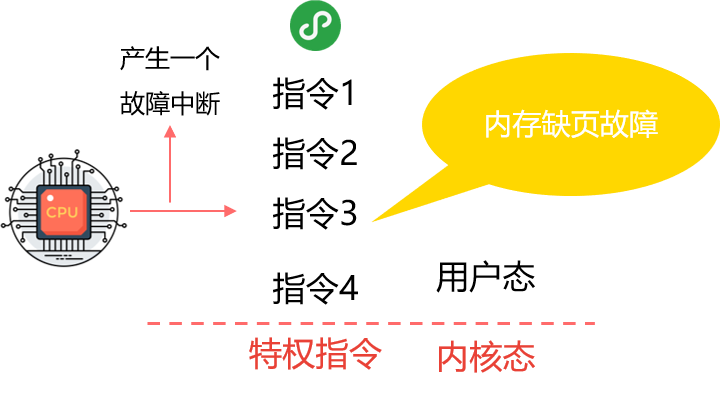 产生一个
故障中断
指令1
指令2
指令3
指令4
内存缺页故障
CPU
用户态
特权指令
内核态